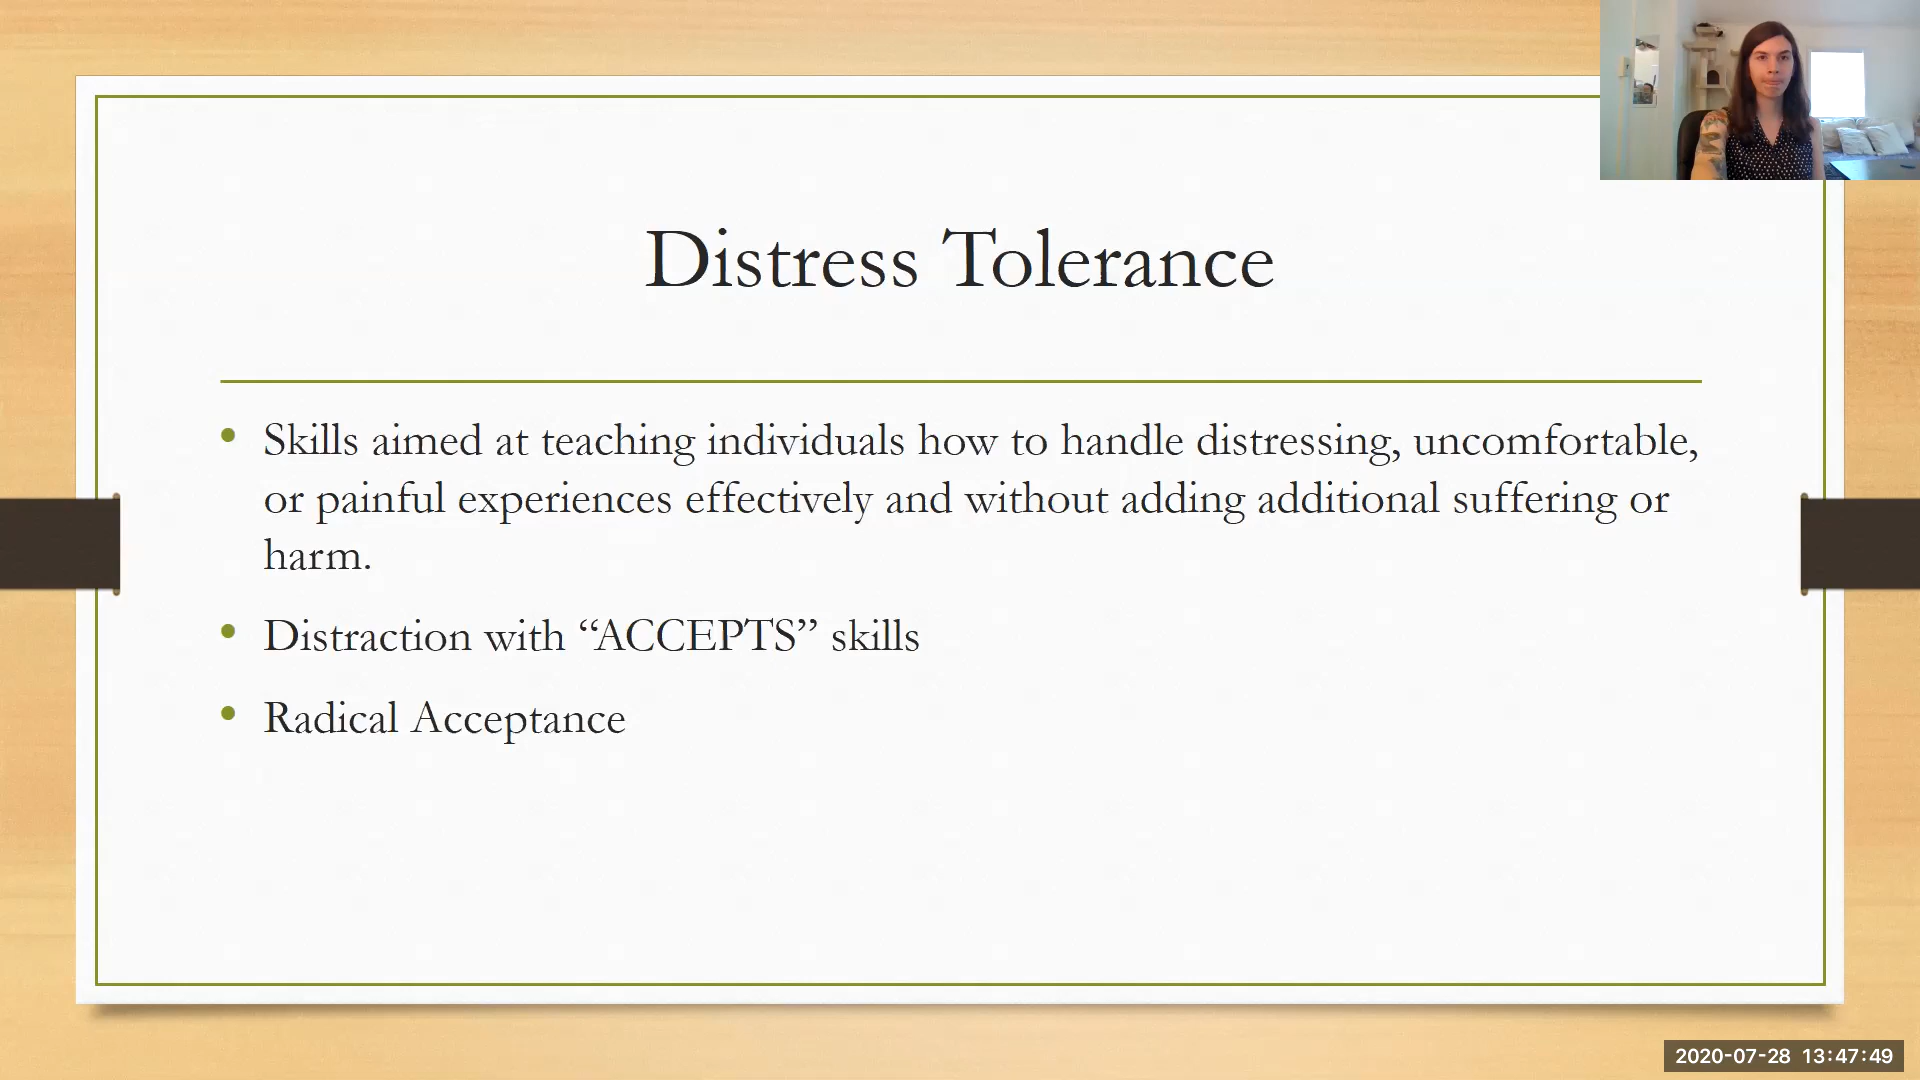 Distress Tolerance
• Skills aimed at teaching individuals how to handle distressing, uncomfortable,
or painful experiences effectively and without adding additional suffering or
harm.
• Distraction with “ACCEPTS” skills
• Radical Acceptance
2020-07-28 13:47:49